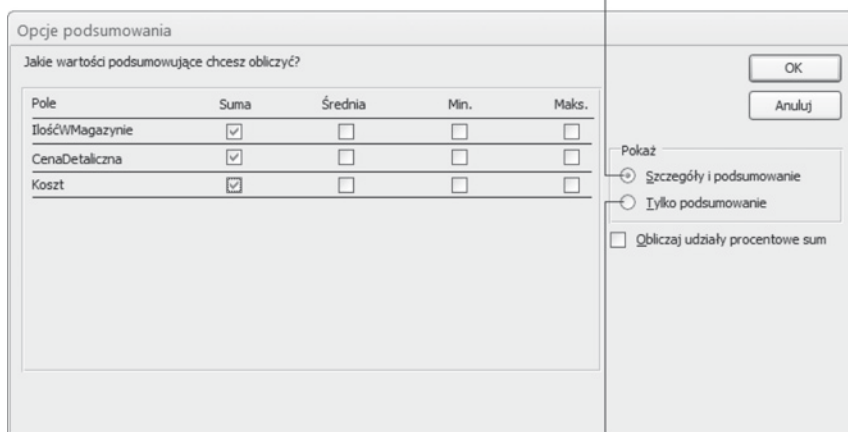 Opcje podsumowania
Jakie wartości podsumowujące chcesz obliczyć?
OK
Anuluj
Pole Suma Średnia Min. Maks.
IlośćWMagazynie
CenaDetaliczna
Koszt
Pokaż
Szczegóły i podsumowanie
Tylko podsumowanie
Obliczaj udziały procentowe sum